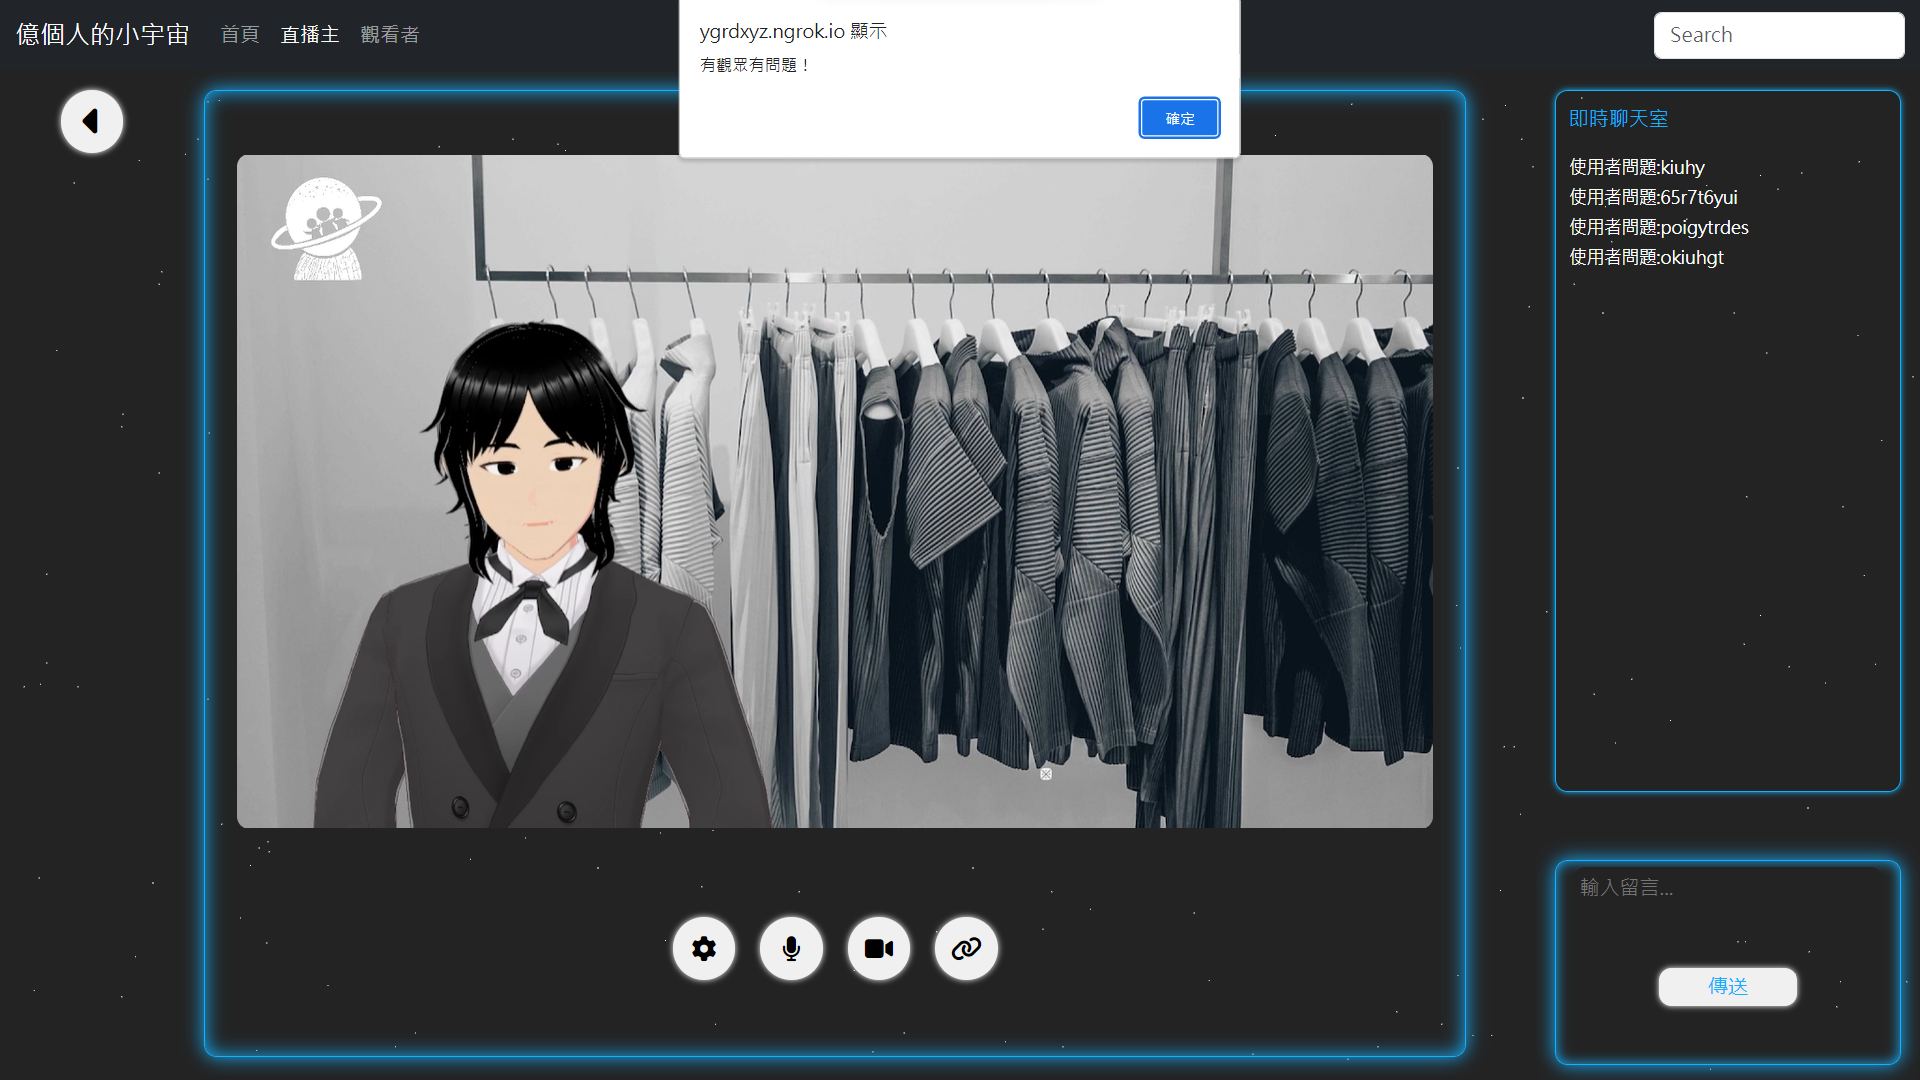 億個人的小宇宙
首頁
直播主
觀看者
Search
ygrdxyz.ngrok.io 顯示
有觀眾有問題！
確定
即時聊天室
使用者問題:kiuhy
使用者問題:65r7t6yui
使用者問題:poigytrdes
使用者問題:okiuhgt
輸入留言...
傳送